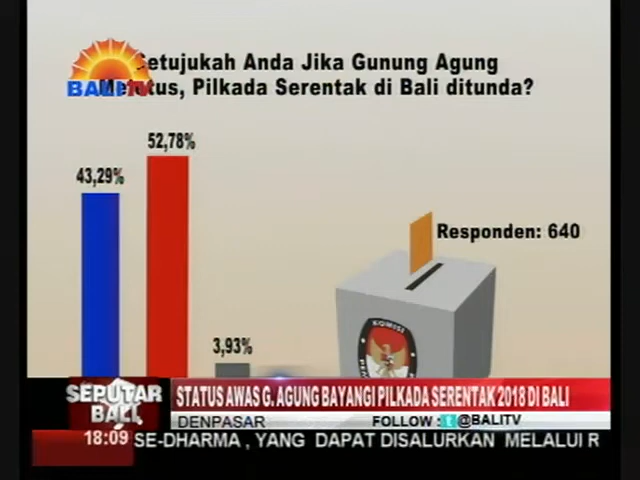 Setujukah Anda Jika Gunung Agung
Meletus, Pilkada Serentak di Bali ditunda?
BALI TV
52,78%
43,29%
Responden: 640
3,93%
KOMISI
SEPUTAR
BALI
STATUS AWAS G. AGUNG BAYANGI PILKADA SERENTAK 2018 DI BALI
DENPASAR
FOLLOW : @BALITV
18:09
SE-DHARMA , YANG DAPAT DISALURKAN MELALUI R